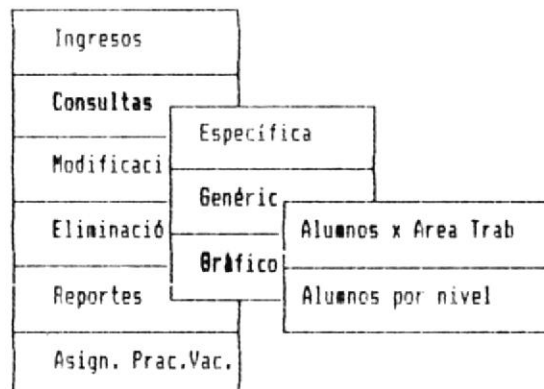 Ingresos
Consultas
Específica
Modificaci
Genéric
Eliminació
Alumnos x Area Trab
Gráfico
Reportes
Alumnos por nivel
Asign. Prac.Vac.